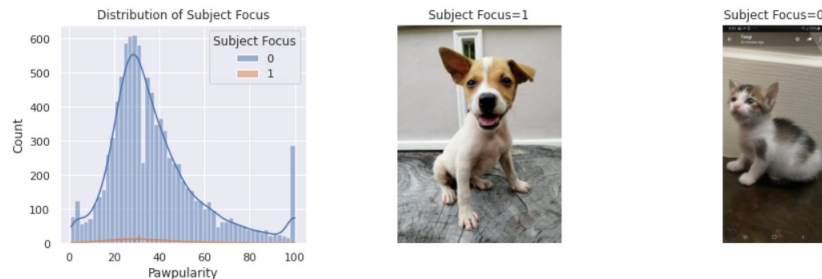 Distribution of Subject Focus
Subject Focus
0
1
Count
600
500
400
300
200
100
0
0
20
40
60
80
100
Pawpularity
Subject Focus=1
Subject Focus=0